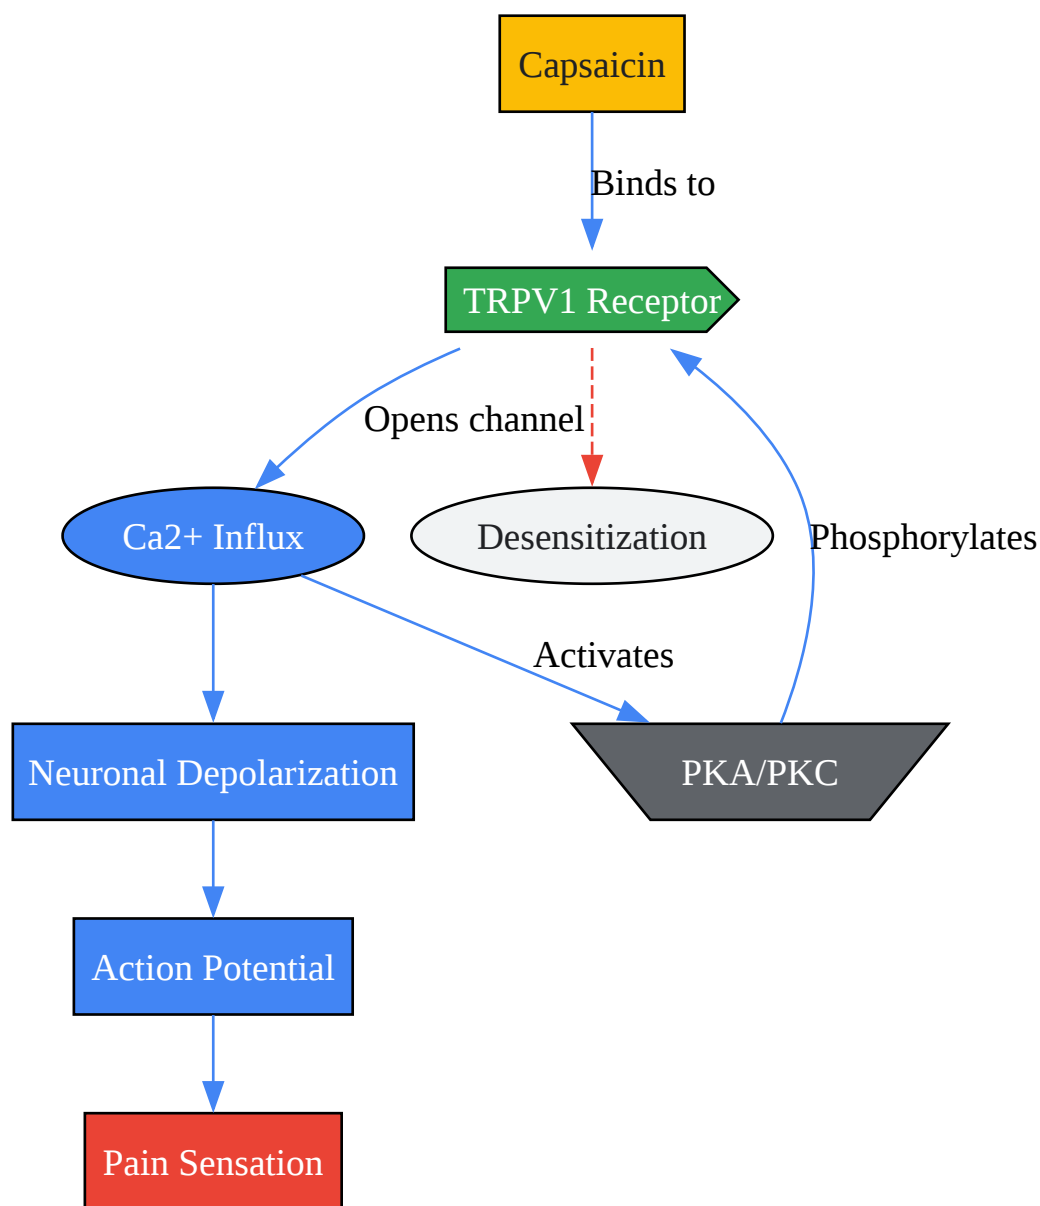 Capsaicin
Binds to
TRPV1 Receptor
Opens channel
Ca2+ Influx
Desensitization
Phosphorylates
Activates
Neuronal Depolarization
PKA/PKC
Action Potential
Pain Sensation